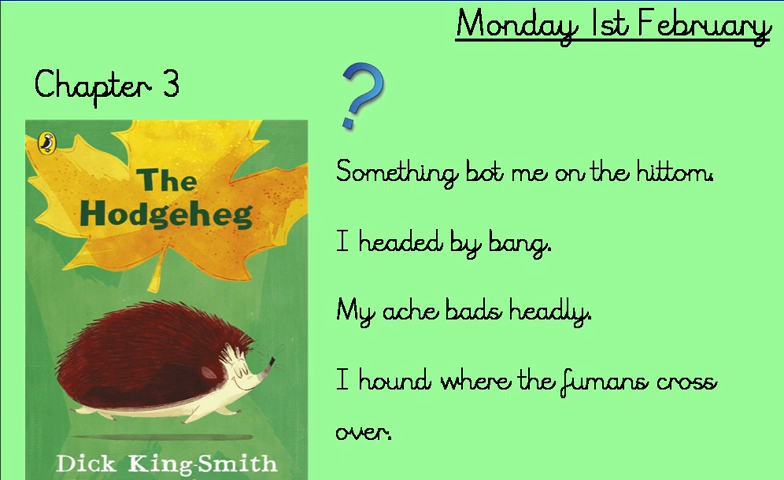 Monday 1st February
Chapter 3
?
The
Hodgeheg
Dick King-Smith
Something bot me on the hittom.
I headed by bang.
My ache bads headly.
I hound where the fumans cross
over.